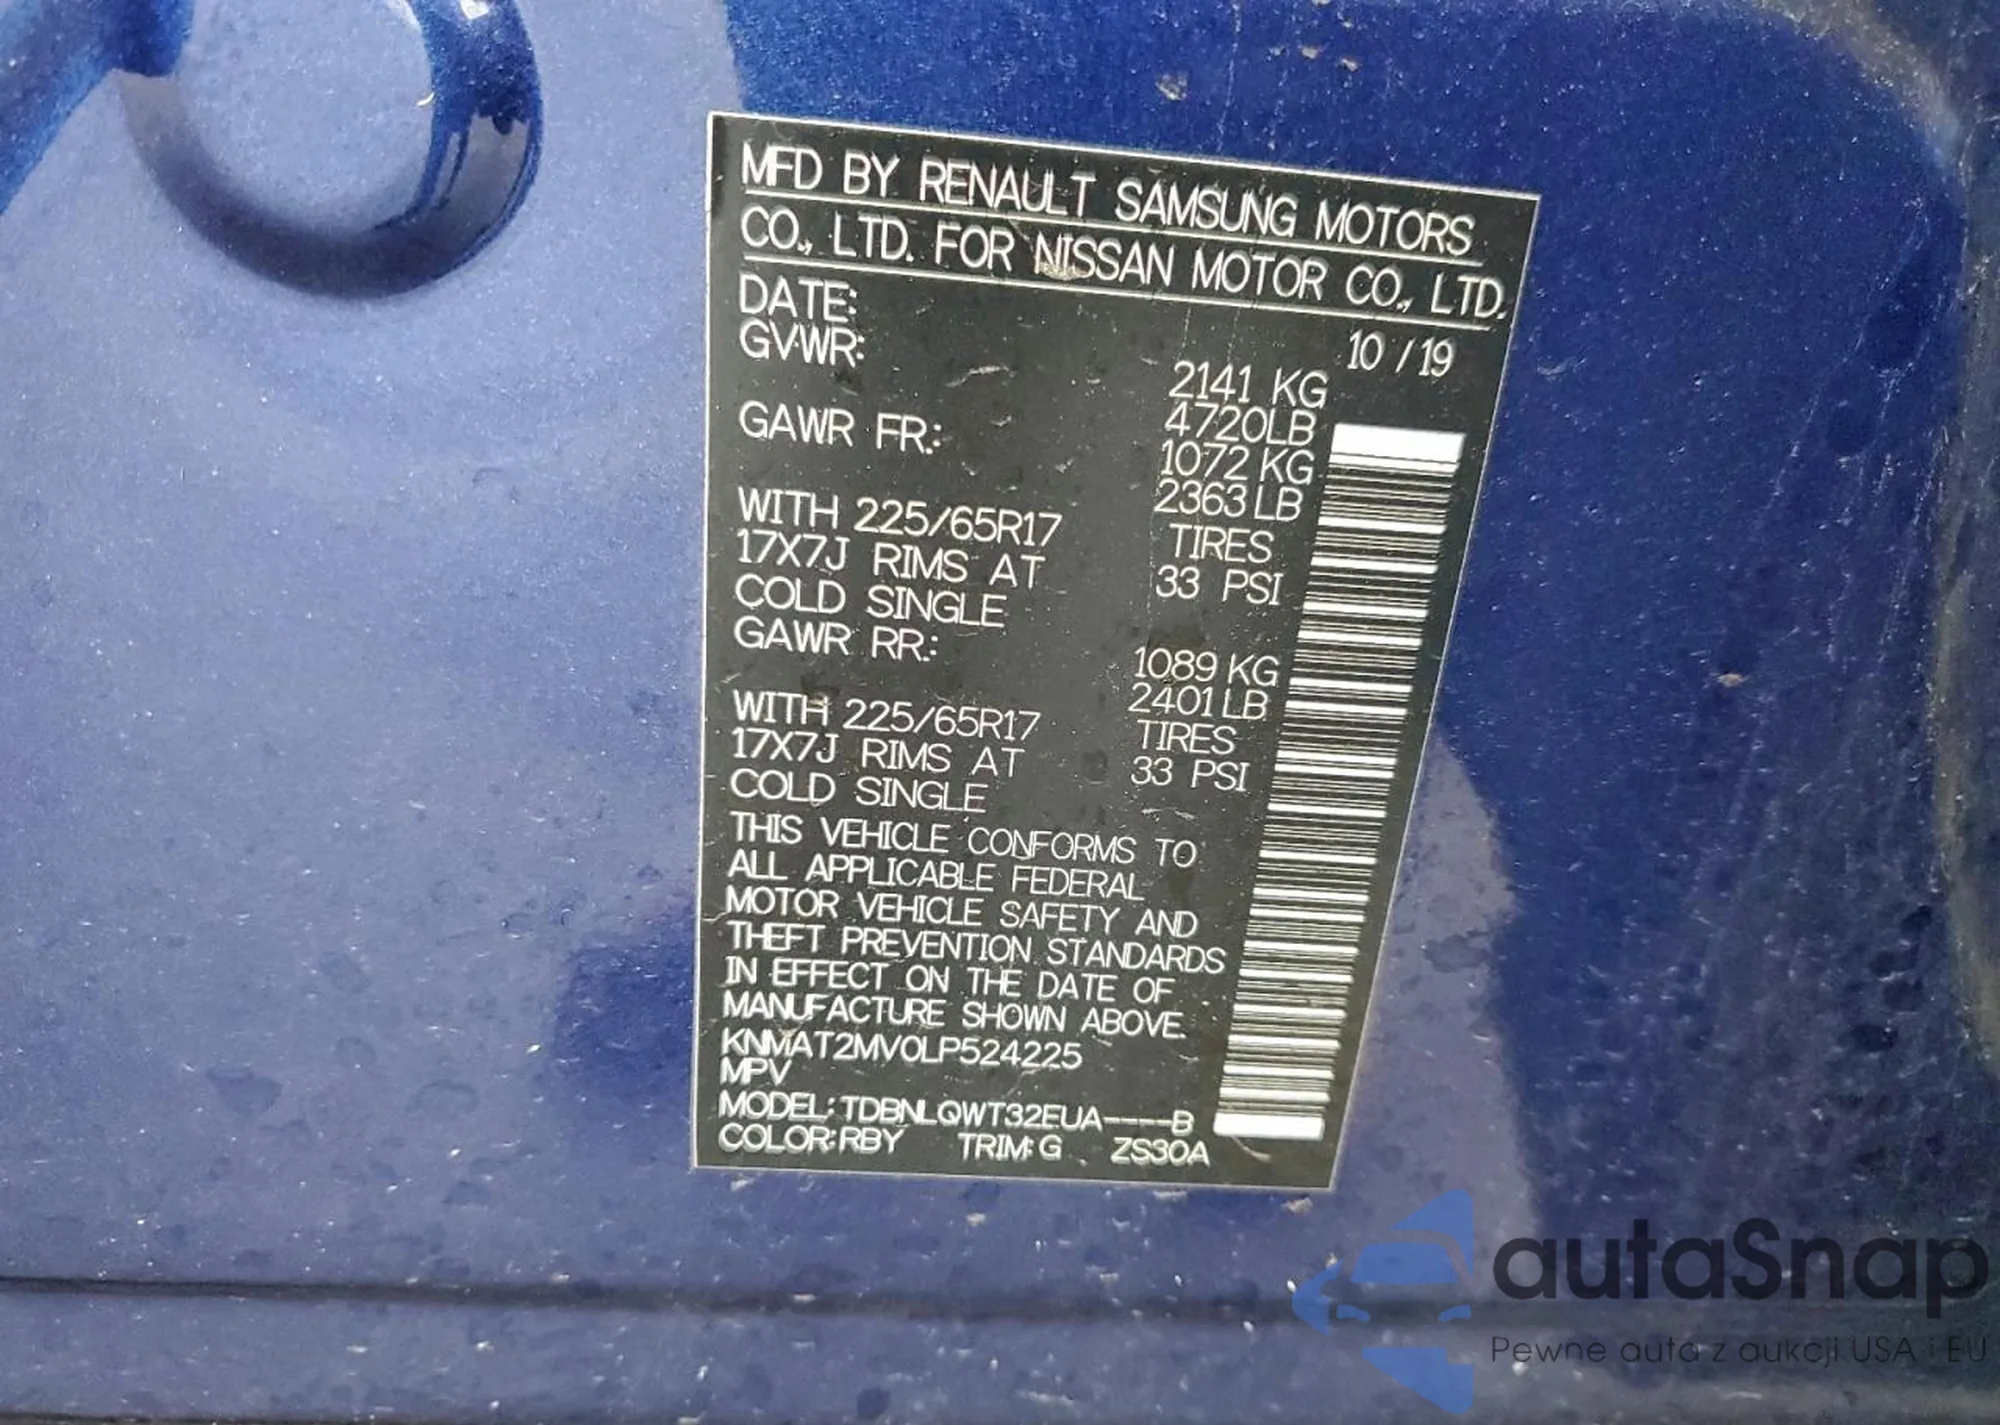 MFD BY RENAULT SAMSUNG MOTORS
CO., LTD. FOR NISSAN MOTOR CO., LTD.
DATE: 10 / 19
GVWR: 2141 KG
4720LB
GAWR FR.: 1072 KG
2363 LB
WITH 225/65R17 TIRES
17X7J RIMS AT 33 PSI
COLD SINGLE
GAWR RR.: 1089 KG
2401 LB
WITH 225/65R17 TIRES
17X7J RIMS AT 33 PSI
COLD SINGLE
THIS VEHICLE CONFORMS TO
ALL APPLICABLE FEDERAL
MOTOR VEHICLE SAFETY AND
THEFT PREVENTION STANDARDS
IN EFFECT ON THE DATE OF
MANUFACTURE SHOWN ABOVE.
KNMAT2MV0LP524225
MPV
MODEL: TDBNLQWT32EUA----B
COLOR: RBY TRIM: G ZS30A
autaSnap
Pewne auta z aukcji USA i EU